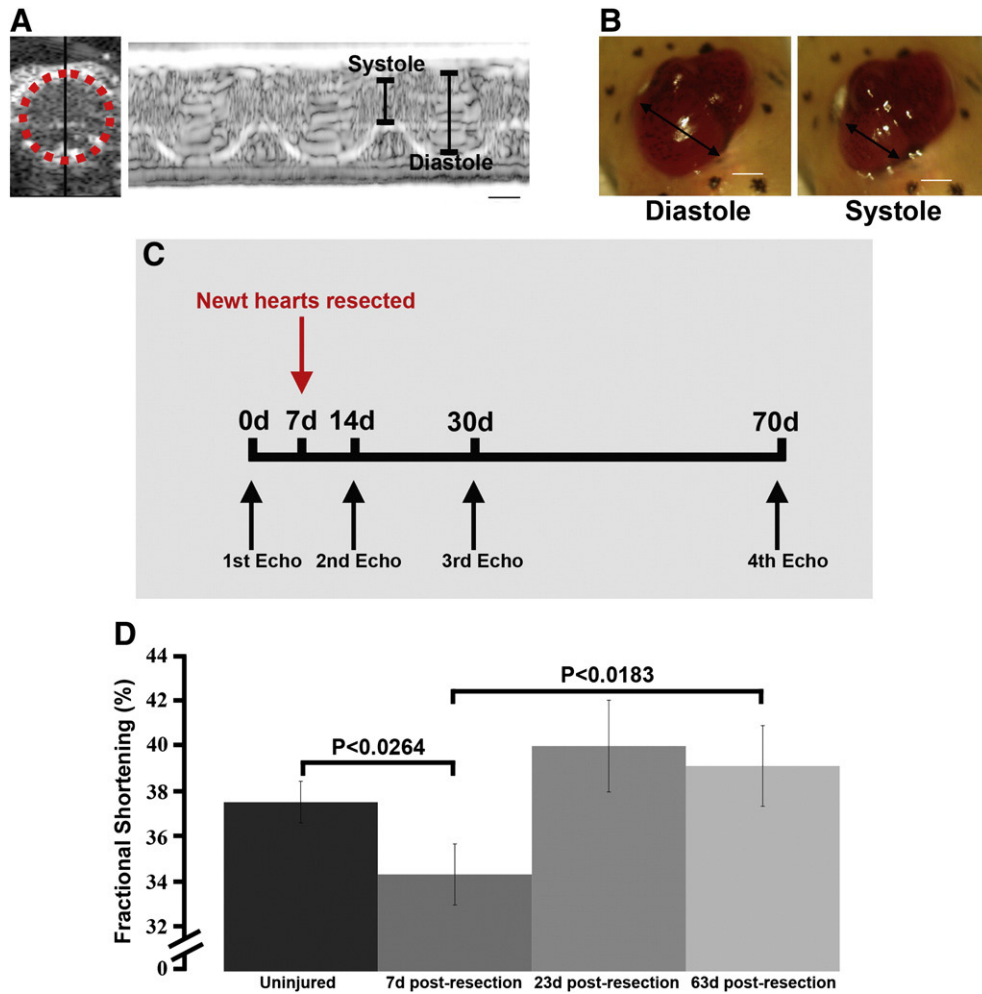 A
Systole
Diastole
B
Diastole
Systole
C
Newt hearts resected
0d 7d 14d 30d 70d
1st Echo 2nd Echo 3rd Echo 4th Echo
D
Fractional Shortening (%)
44
42
40
38
36
34
32
0
P<0.0264
P<0.0183
Uninjured 7d post-resection 23d post-resection 63d post-resection